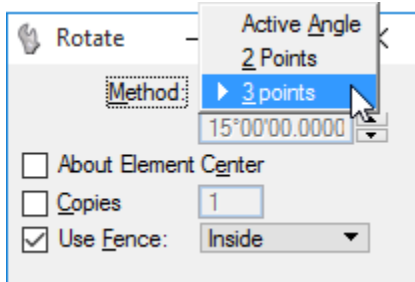 Rotate
Active Angle
2 Points
Method: 3 points
15°00'00.0000
About Element Center
Copies 1
Use Fence: Inside